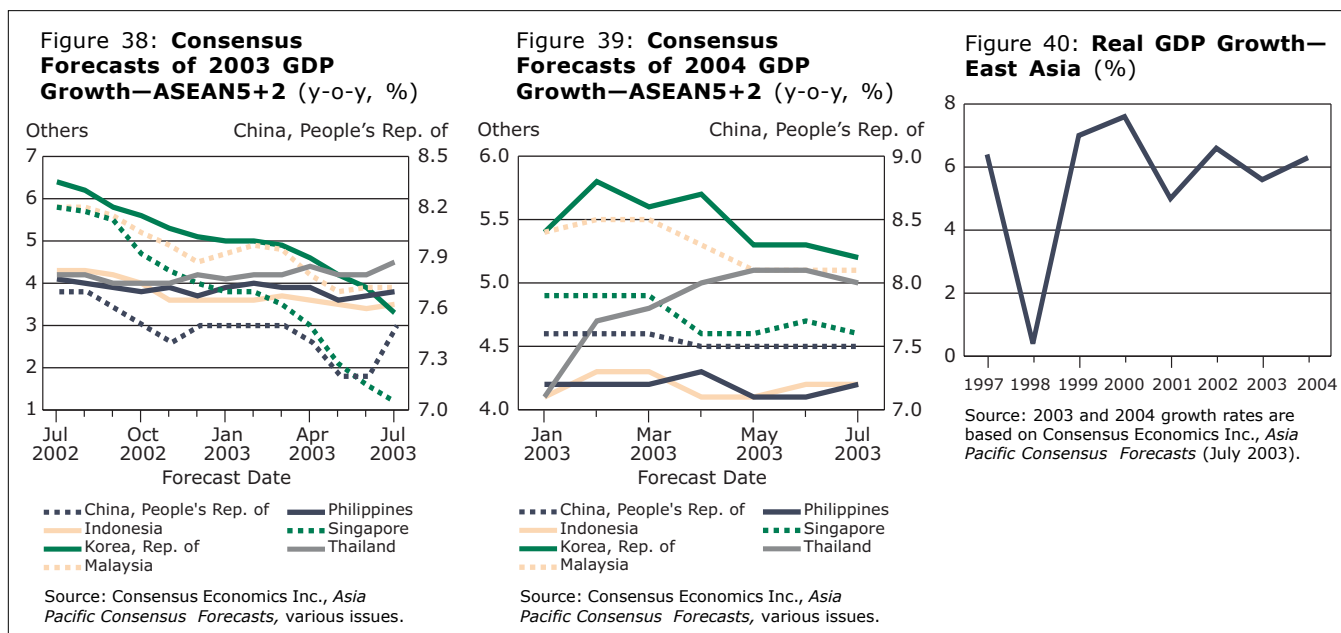 Figure 38: Consensus
Forecasts of 2003 GDP
Growth—ASEAN5+2 (y-o-y, %)
Others
China, People's Rep. of
7
6
5
4
3
2
1
8.5
8.2
7.9
7.6
7.3
7.0
Jul
2002
Oct
2002
Jan
2003
Apr
2003
Jul
2003
Forecast Date
China, People's Rep. of
Indonesia
Korea, Rep. of
Malaysia
Philippines
Singapore
Thailand
Source: Consensus Economics Inc., Asia
Pacific Consensus Forecasts, various issues.
Figure 39: Consensus
Forecasts of 2004 GDP
Growth—ASEAN5+2 (y-o-y, %)
Others
China, People's Rep. of
6.0
5.5
5.0
4.5
4.0
9.0
8.5
8.0
7.5
7.0
Jan
2003
Mar
2003
May
2003
Jul
2003
Forecast Date
China, People's Rep. of
Indonesia
Korea, Rep. of
Malaysia
Philippines
Singapore
Thailand
Source: Consensus Economics Inc., Asia
Pacific Consensus Forecasts, various issues.
Figure 40: Real GDP Growth—
East Asia (%)
8
6
4
2
0
1997 1998 1999 2000 2001 2002 2003 2004
Source: 2003 and 2004 growth rates are
based on Consensus Economics Inc., Asia
Pacific Consensus Forecasts (July 2003).